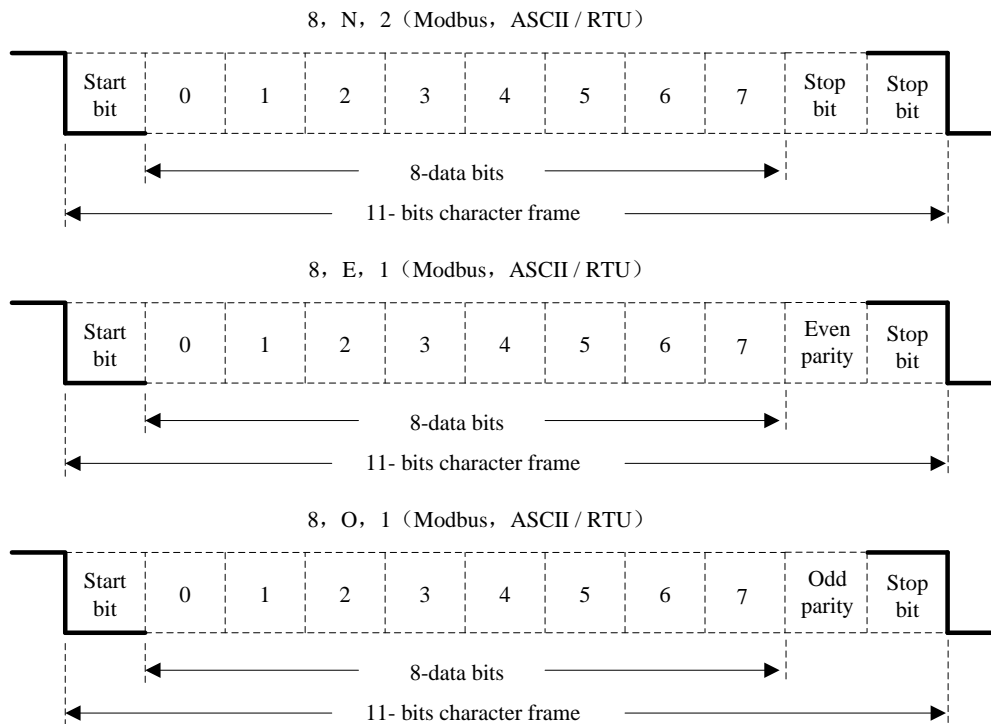 8，N，2（Modbus，ASCII / RTU）
Start bit 0 1 2 3 4 5 6 7 Stop bit Stop bit
8-data bits
11- bits character frame
8，E，1（Modbus，ASCII / RTU）
Start bit 0 1 2 3 4 5 6 7 Even parity Stop bit
8-data bits
11- bits character frame
8，O，1（Modbus，ASCII / RTU）
Start bit 0 1 2 3 4 5 6 7 Odd parity Stop bit
8-data bits
11- bits character frame